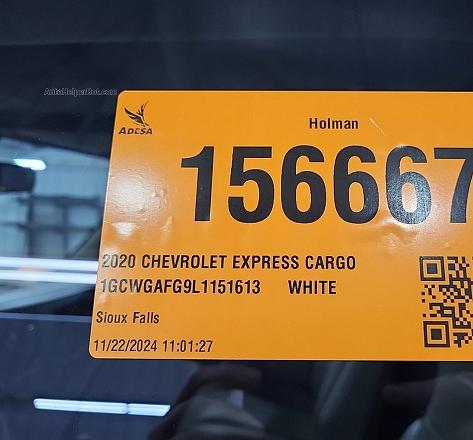 AutoHelperBot.com
ADESA
Holman
156667
2020 CHEVROLET EXPRESS CARGO
1GCWGAFG9L1151613 WHITE
Sioux Falls
11/22/2024 11:01:27